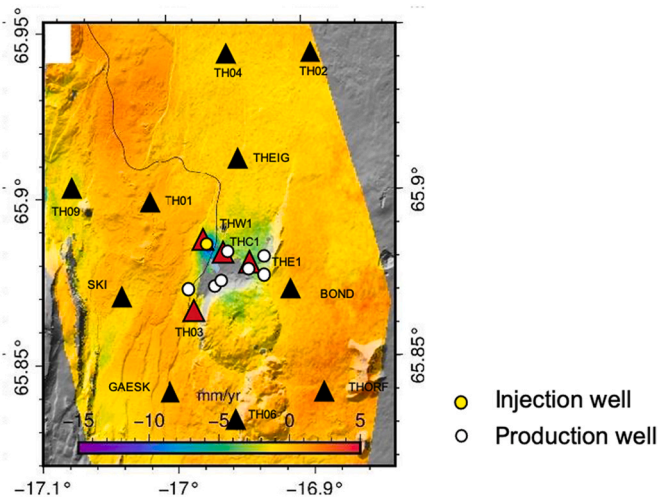 65.95°
TH04
TH02
THEIG
65.9°
65.9°
TH09
TH01
THW1
THC1
THE1
SKI
BOND
TH03
65.85°
65.85°
GAESK
mm/yr
THORF
TH06
−15 −10 −5 0 5
−17.1° −17° −16.9°
Injection well
Production well